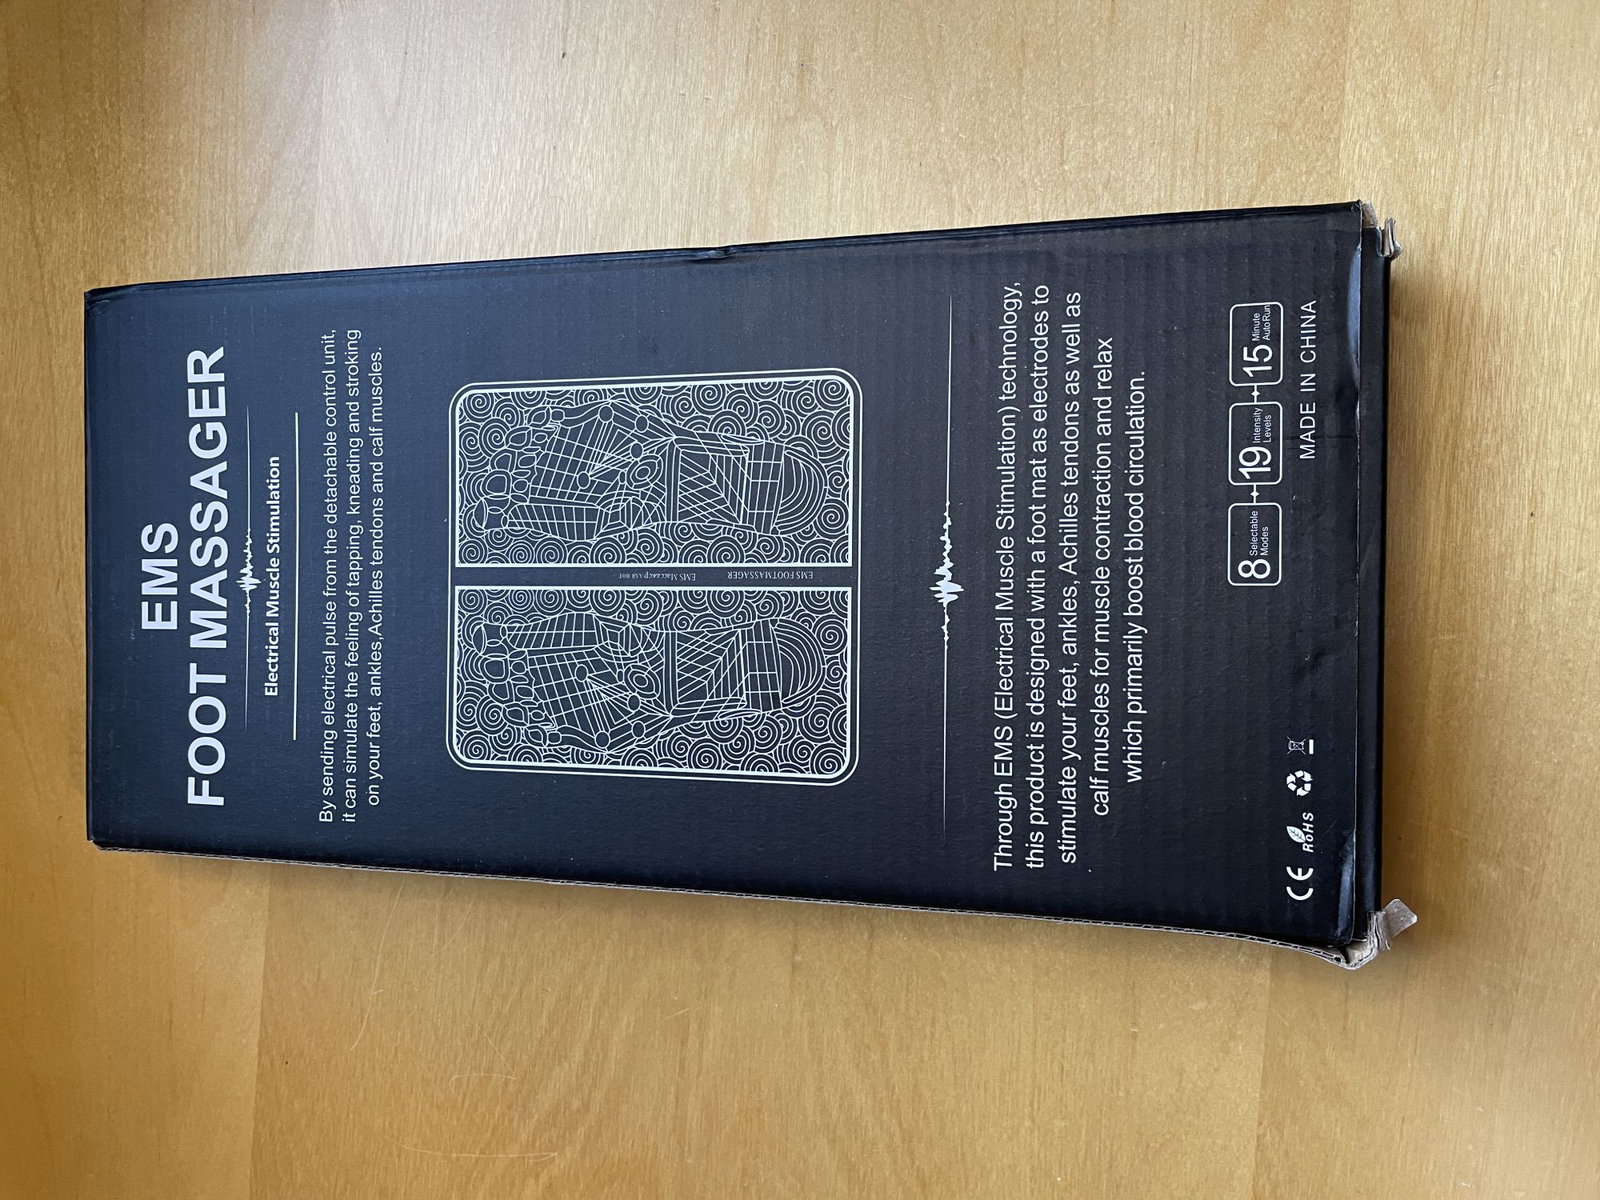 EMS
FOOT MASSAGER
Electrical Muscle Stimulation
By sending electrical pulse from the detachable control unit,
it can simulate the feeling of tapping, kneading and stroking
on your feet, ankles,Achilles tendons and calf muscles.
EMS Массажер для ног
EMS FOOTMASSAGER
Through EMS (Electrical Muscle Stimulation) technology,
this product is designed with a foot mat as electrodes to
stimulate your feet, ankles, Achilles tendons as well as
calf muscles for muscle contraction and relax
which primarily boost blood circulation.
8 Selectable Modes
19 Intensity Levels
15 Minute Auto Run
CE ROHS
MADE IN CHINA